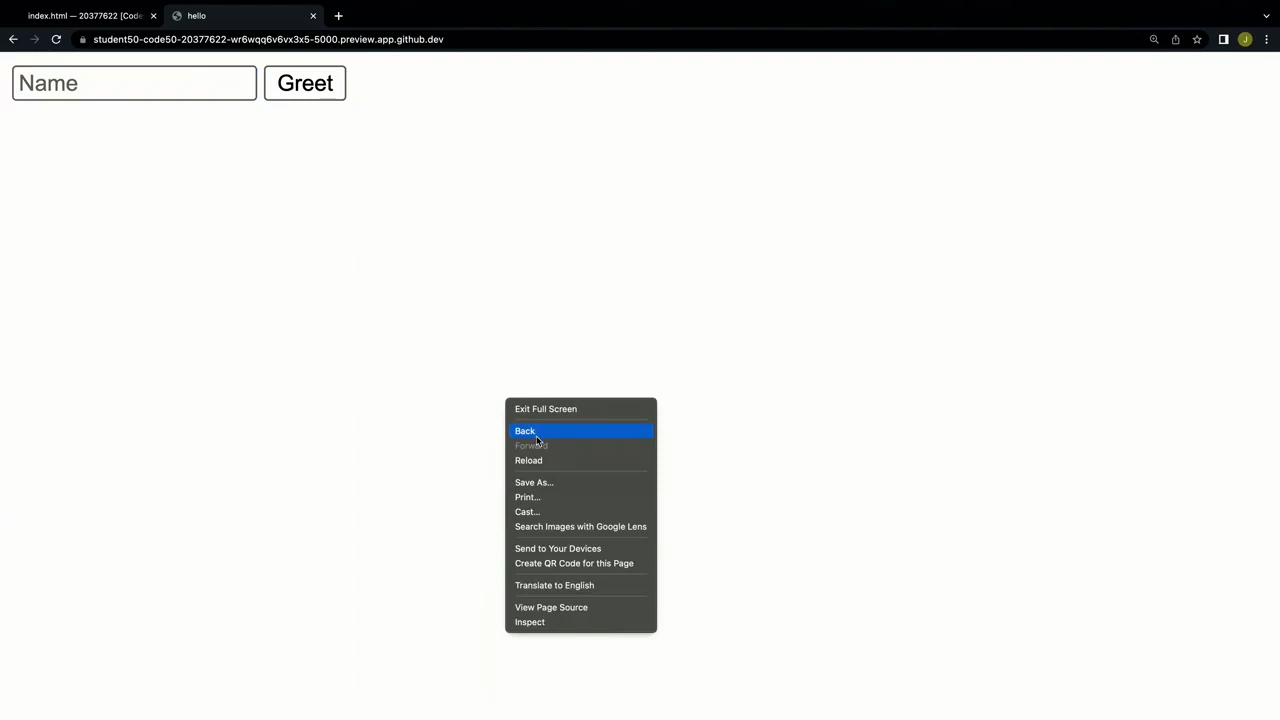 index.html — 20377622 [Code
hello
student50-code50-20377622-wr6wqq6v6vx3x5-5000.preview.app.github.dev
J
Name
Greet
Exit Full Screen
Back
Forward
Reload
Save As...
Print...
Cast...
Search Images with Google Lens
Send to Your Devices
Create QR Code for this Page
Translate to English
View Page Source
Inspect